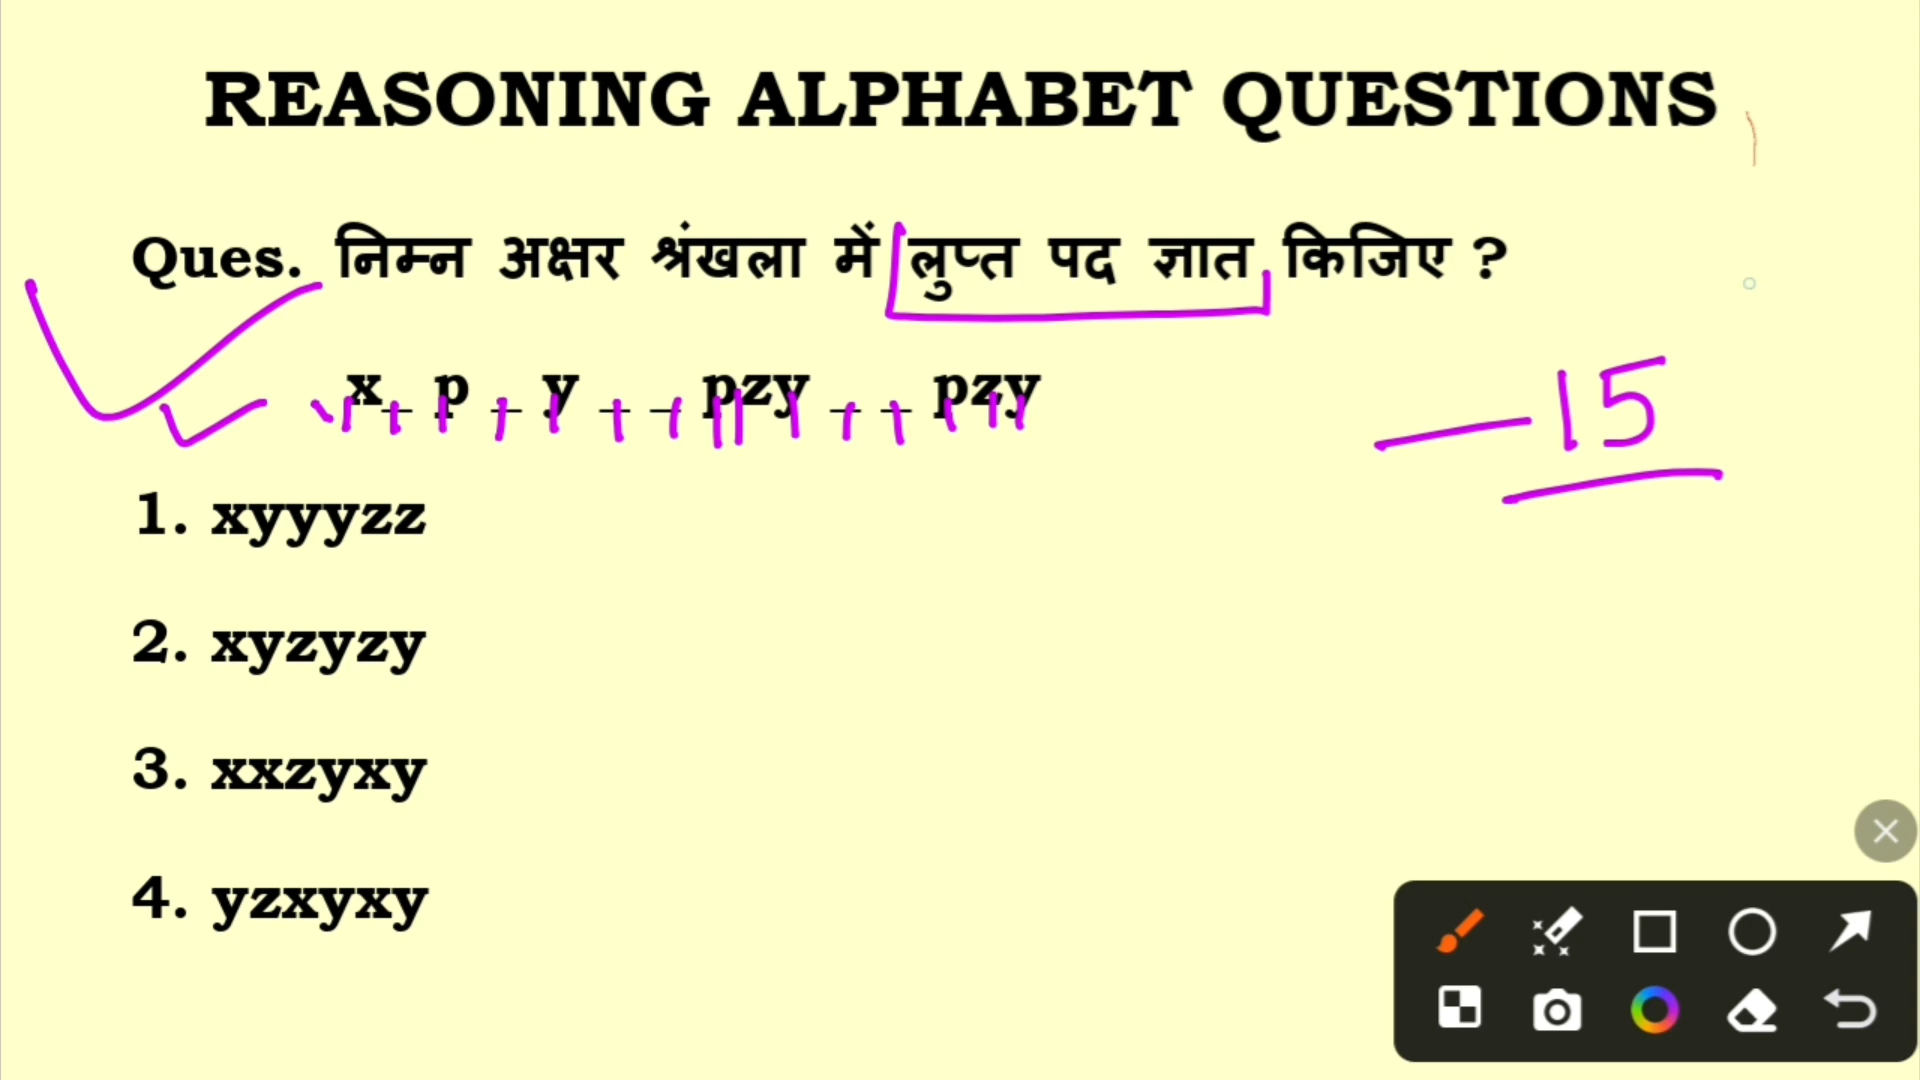 REASONING ALPHABET QUESTIONS
Ques. निम्न अक्षर श्रंखला में लुप्त पद ज्ञात किजिए ?
x_ p _ y _ _ pzy _ _ pzy
15
1. xyyyzz
2. xyzyzy
3. xxzyxy
4. yzxyxy